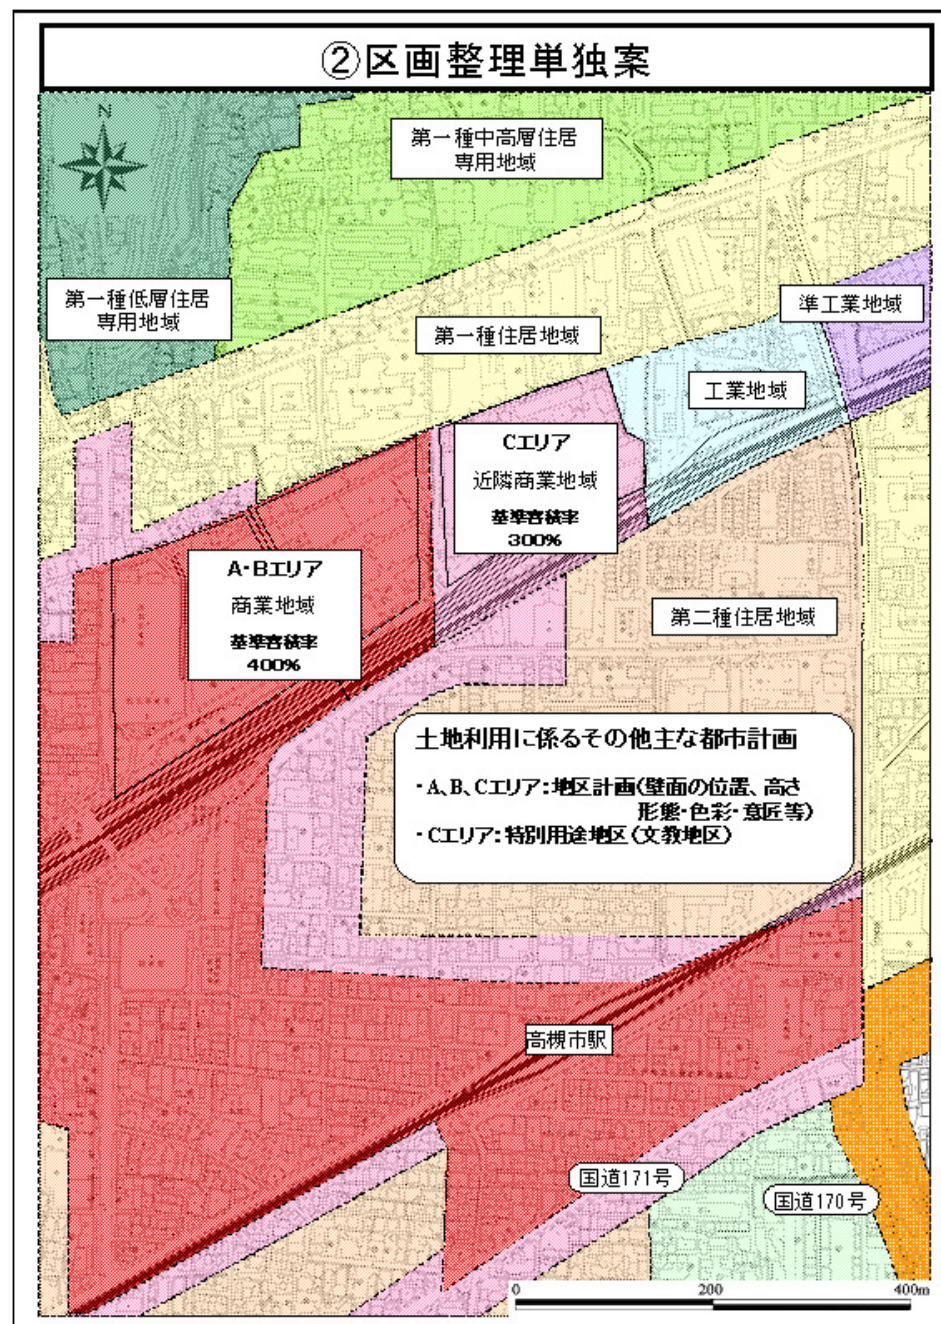 ②区画整理単独案
N
第一種中高層住居
専用地域
第一種低層住居
専用地域
第一種住居地域
準工業地域
工業地域
Cエリア
近隣商業地域
基準容積率
300%
A・Bエリア
商業地域
基準容積率
400%
第二種住居地域
土地利用に係るその他主な都市計画
・A、B、Cエリア:地区計画(壁面の位置、高さ
形態・色彩・意匠等)
・Cエリア:特別用途地区(文教地区)
高槻市駅
国道171号
国道170号
0 200 400m